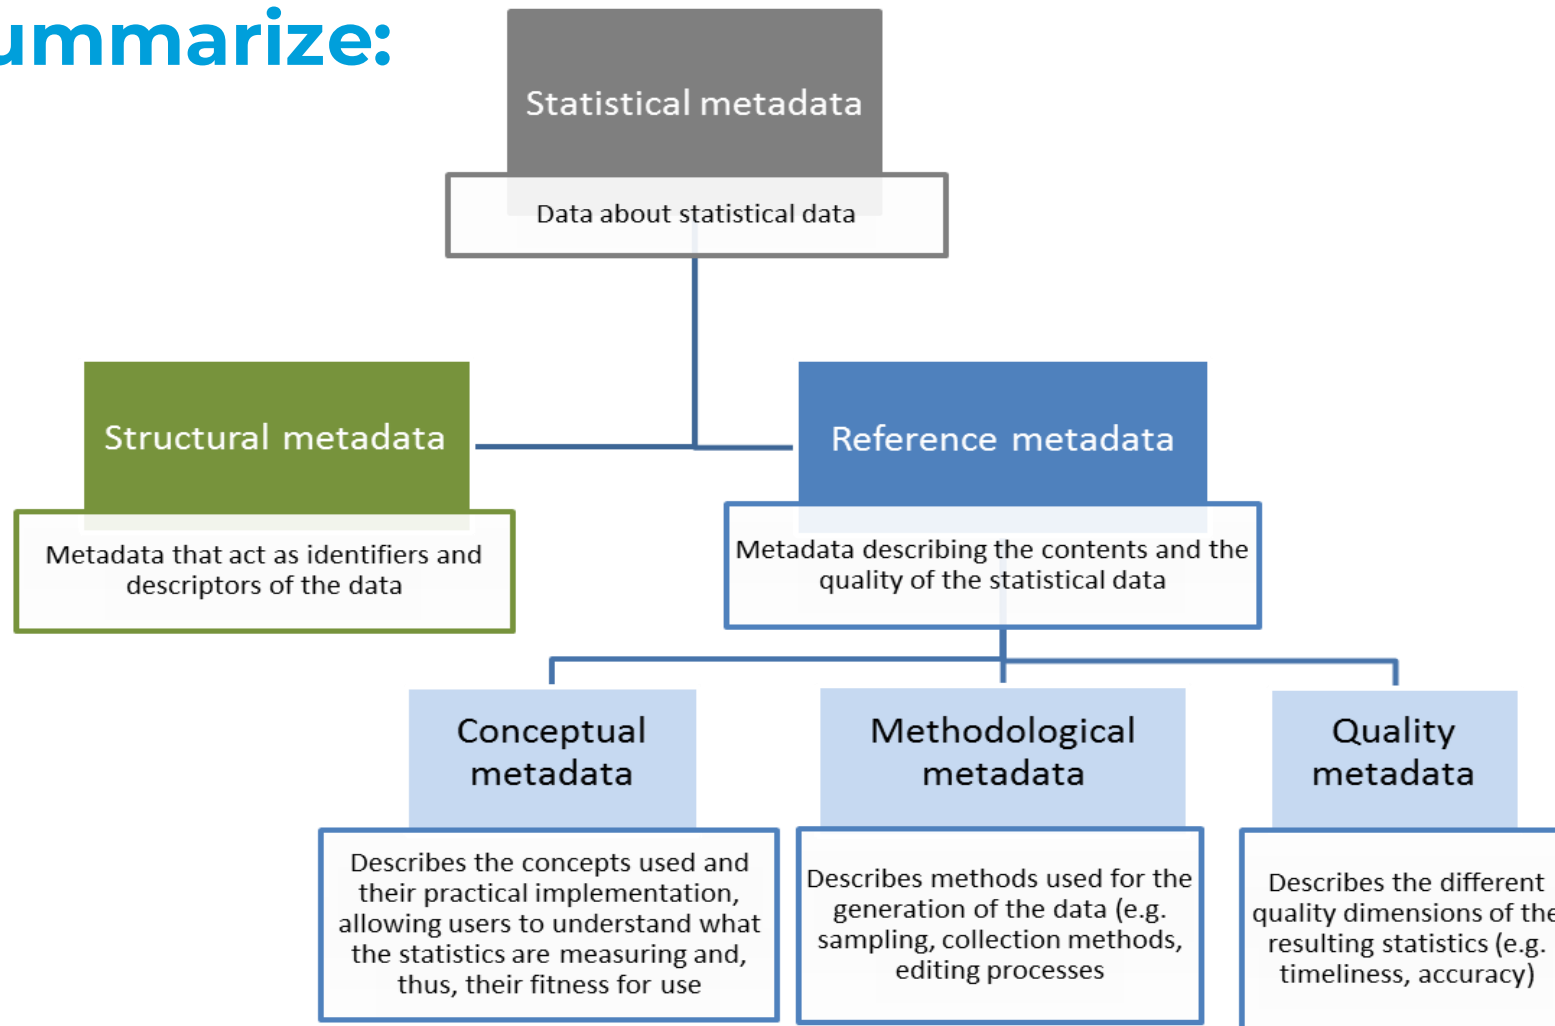 ummarize:
Statistical metadata
Data about statistical data
Structural metadata
Metadata that act as identifiers and
descriptors of the data
Reference metadata
Metadata describing the contents and the
quality of the statistical data
Conceptual
metadata
Describes the concepts used and
their practical implementation,
allowing users to understand what
the statistics are measuring and,
thus, their fitness for use
Methodological
metadata
Describes methods used for the
generation of the data (e.g.
sampling, collection methods,
editing processes
Quality
metadata
Describes the different
quality dimensions of the
resulting statistics (e.g.
timeliness, accuracy)